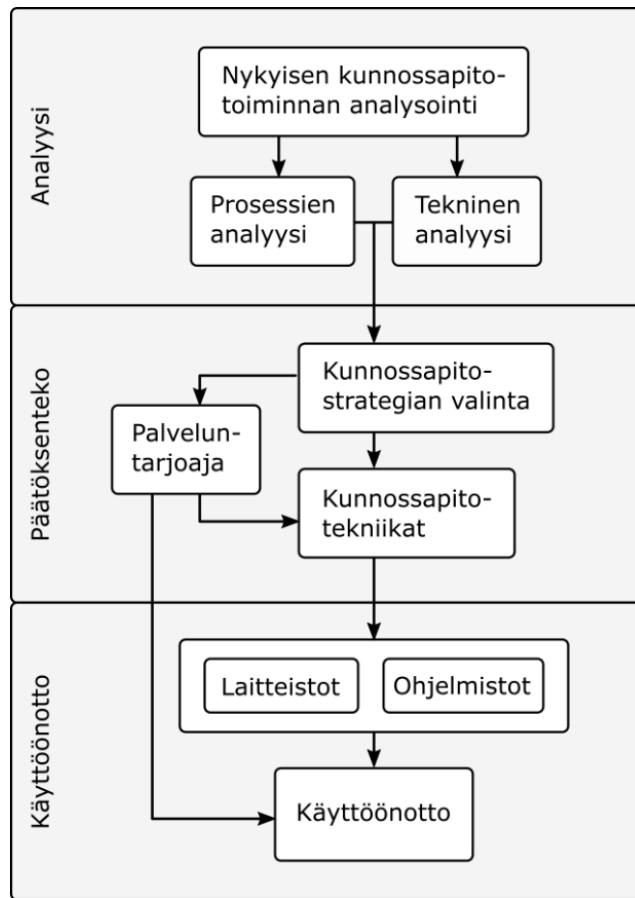 Analyysi
Nykyisen kunnossapito-
toiminnan analysointi
Prosessien
analyysi
Tekninen
analyysi
Päätöksenteko
Kunnossapito-
strategian valinta
Palvelun-
tarjoaja
Kunnossapito-
tekniikat
Käyttöönotto
Laitteistot
Ohjelmistot
Käyttöönotto